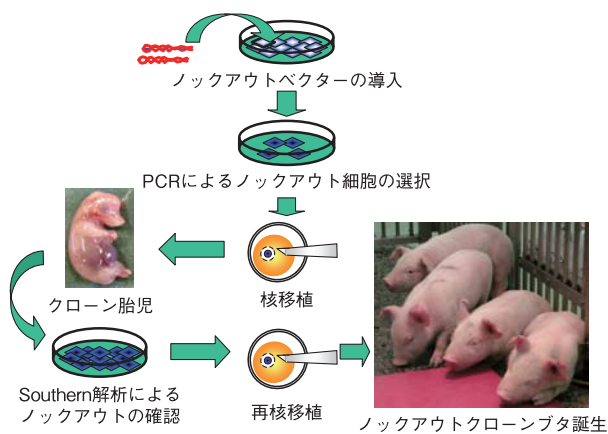 ノックアウトベクターの導入
PCRによるノックアウト細胞の選択
核移植
クローン胎児
Southern解析による
ノックアウトの確認
再核移植
ノックアウトクローンブタ誕生